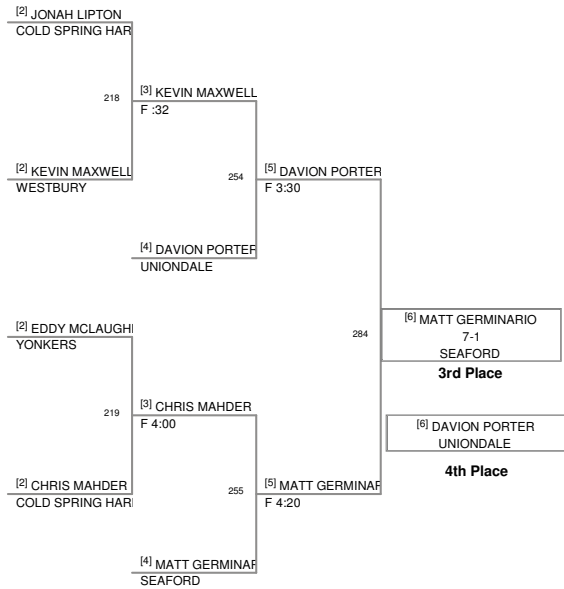 [2] JONAH LIPTON
COLD SPRING HAR
218
[3] KEVIN MAXWELL
F :32
[2] KEVIN MAXWELL
WESTBURY
254
[5] DAVION PORTER
F 3:30
[4] DAVION PORTER
UNIONDALE
284
[6] MATT GERMINARIO
7-1
SEAFORD
3rd Place
[2] EDDY MCLAUGHI
YONKERS
219
[3] CHRIS MAHDER
F 4:00
[6] DAVION PORTER
UNIONDALE
4th Place
[2] CHRIS MAHDER
COLD SPRING HAR
255
[5] MATT GERMINAR
F 4:20
[4] MATT GERMINAR
SEAFORD